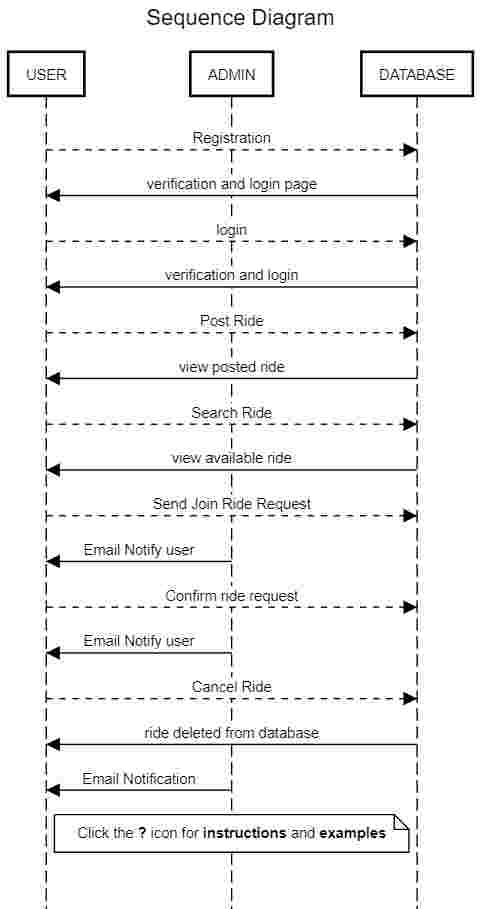 Sequence Diagram
USER ADMIN DATABASE
Registration
verification and login page
login
verification and login
Post Ride
view posted ride
Search Ride
view available ride
Send Join Ride Request
Email Notify user
Confirm ride request
Email Notify user
Cancel Ride
ride deleted from database
Email Notification
Click the ? icon for instructions and examples